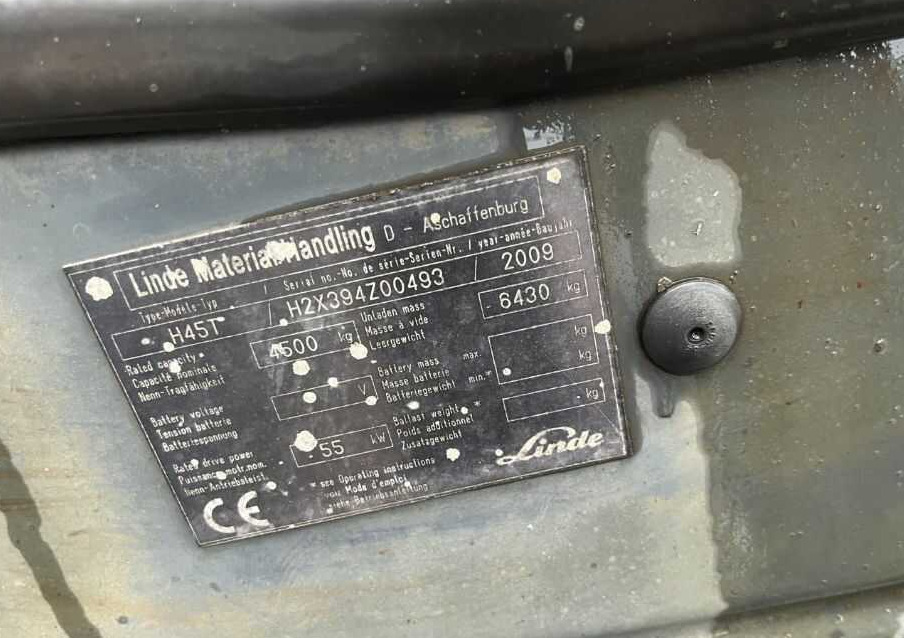 Linde Material Handling D - Aschaffenburg
Type-Modèle-Typ / Serial no.-No. de série-Serien-Nr. / year-année-Baujahr
H45T / H2X394Z00493 / 2009
Rated capacity
Capacité nominale
Nenn-Tragfähigkeit
4500 kg
Unladen mass
Masse à vide
Leergewicht
6430 kg
Battery voltage
Tension batterie
Batteriespannung
V
Battery mass max.
Masse batterie
Batteriegewicht min.*
kg
kg
Rated drive power
Puissance motr.nom.
Nenn-Antriebsleist.
55 kW
Ballast weight *
Poids additionnel
Zusatzgewicht
kg
CE
* see Operating instructions
Mode d'emploi
siehe Betriebsanleitung
Linde